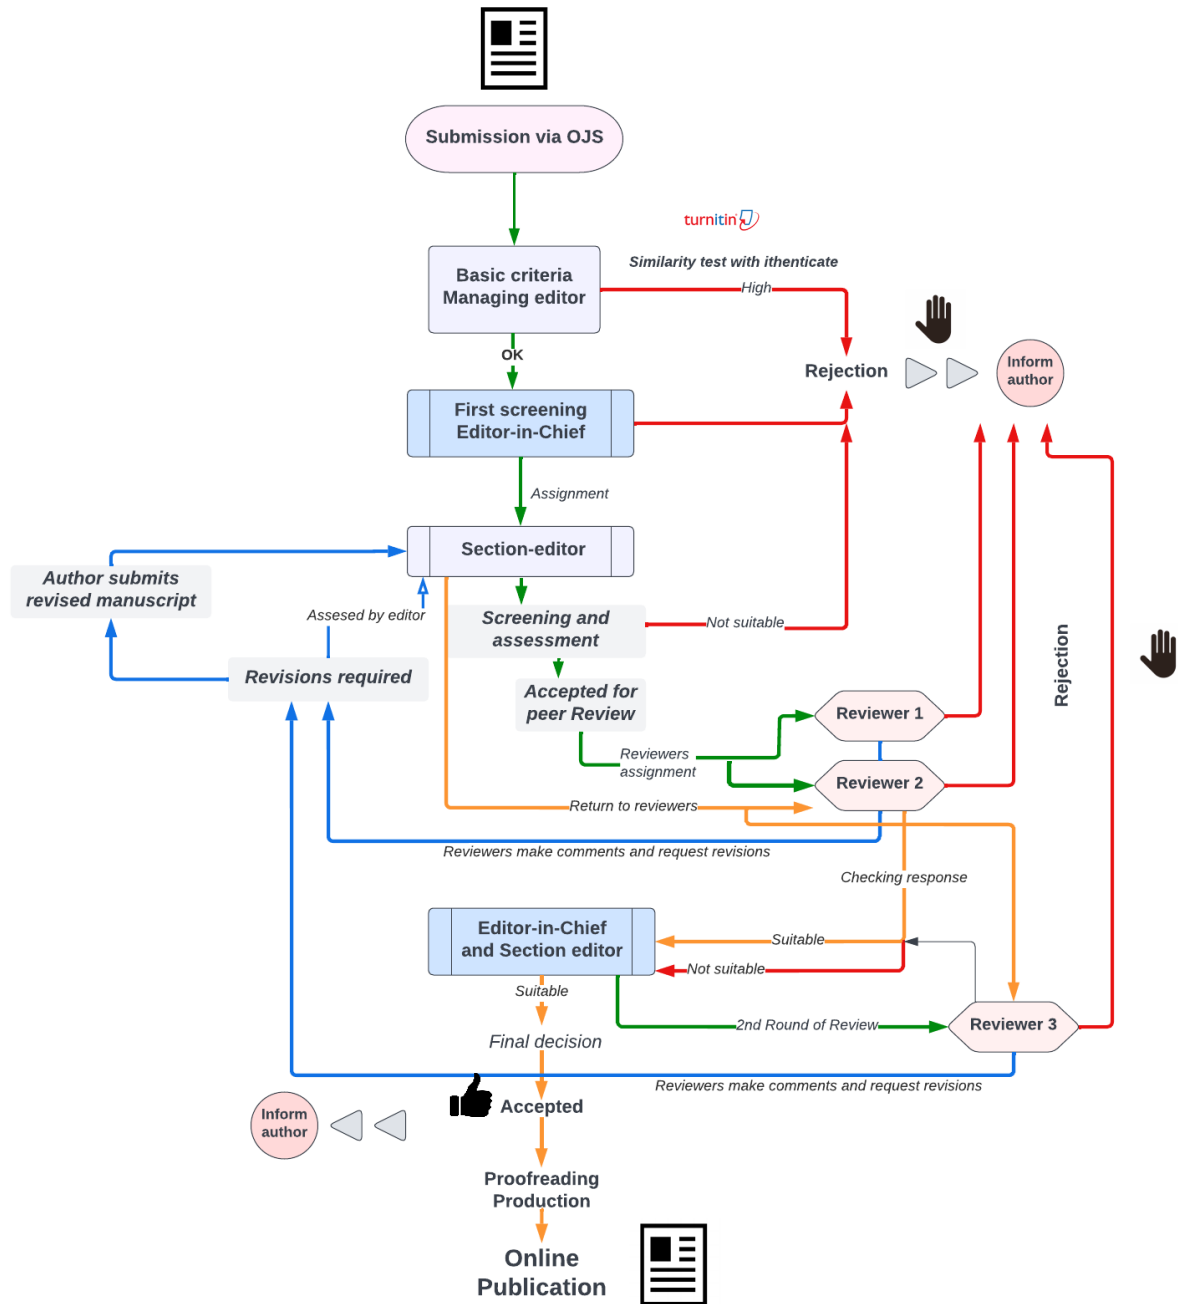 Submission via OJS
turnitin
Similarity test with ithenticate
Basic criteria
Managing editor
High
OK
Rejection
Inform
author
First screening
Editor-in-Chief
Assignment
Section-editor
Author submits
revised manuscript
Assesed by editor
Screening and
assessment
Not suitable
Rejection
Revisions required
Accepted for
peer Review
Reviewer 1
Reviewers
assignment
Reviewer 2
Return to reviewers
Reviewers make comments and request revisions
Checking response
Editor-in-Chief
and Section editor
Suitable
Not suitable
Suitable
2nd Round of Review
Reviewer 3
Final decision
Reviewers make comments and request revisions
Accepted
Inform
author
Proofreading
Production
Online
Publication